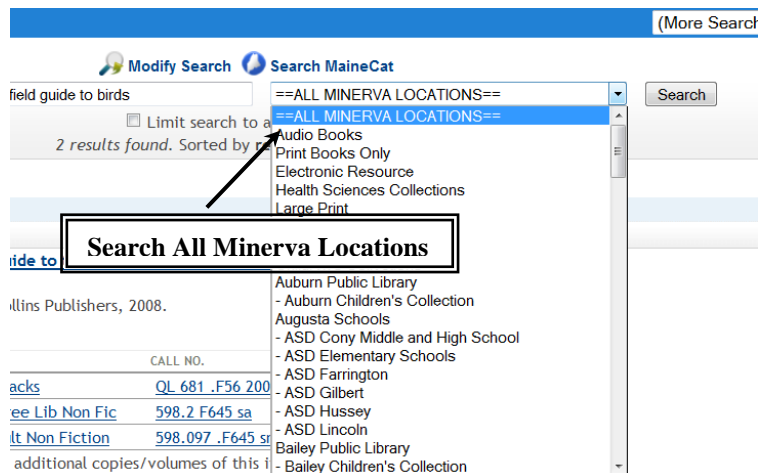 (More Search
Modify Search Search MaineCat
field guide to birds ==ALL MINERVA LOCATIONS== Search
Limit search to a
2 results found. Sorted by
==ALL MINERVA LOCATIONS==
Audio Books
Print Books Only
Electronic Resource
Health Sciences Collections
Large Print
Search All Minerva Locations
ide to
llins Publishers, 2008.
Auburn Public Library
- Auburn Children's Collection
Augusta Schools
- ASD Cony Middle and High School
- ASD Elementary Schools
- ASD Farrington
- ASD Gilbert
- ASD Hussey
- ASD Lincoln
Bailey Public Library
- Bailey Children's Collection
CALL NO.
acks QL 681 .F56 200
ree Lib Non Fic 598.2 F645 sa
lt Non Fiction 598.097 .F645 sr
additional copies/volumes of this i